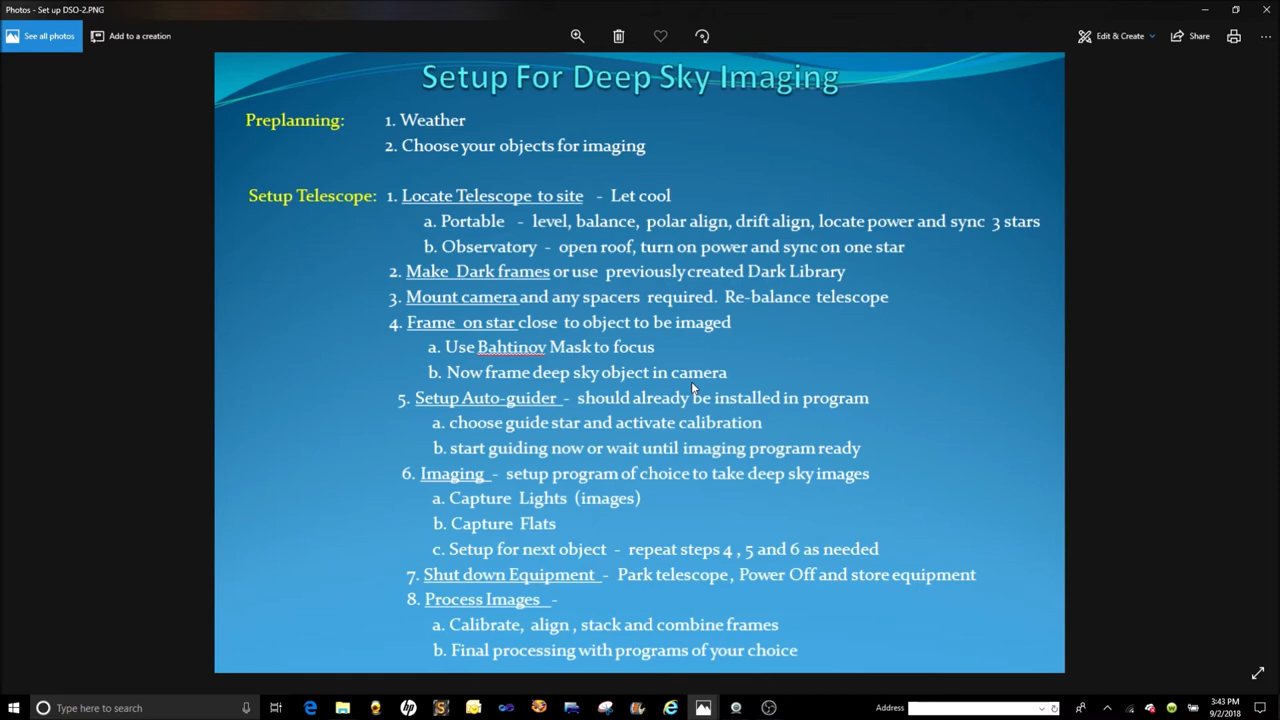 Photos - Set up DSO-2.PNG
See all photos
Add to a creation
Edit & Create
Share
Setup For Deep Sky Imaging
Preplanning: 1. Weather
2. Choose your objects for imaging
Setup Telescope: 1. Locate Telescope to site - Let cool
a. Portable - level, balance, polar align, drift align, locate power and sync 3 stars
b. Observatory - open roof, turn on power and sync on one star
2. Make Dark frames or use previously created Dark Library
3. Mount camera and any spacers required. Re-balance telescope
4. Frame on star close to object to be imaged
a. Use Bahtinov Mask to focus
b. Now frame deep sky object in camera
5. Setup Auto-guider - should already be installed in program
a. choose guide star and activate calibration
b. start guiding now or wait until imaging program ready
6. Imaging - setup program of choice to take deep sky images
a. Capture Lights (images)
b. Capture Flats
c. Setup for next object - repeat steps 4 , 5 and 6 as needed
7. Shut down Equipment - Park telescope , Power Off and store equipment
8. Process Images -
a. Calibrate, align , stack and combine frames
b. Final processing with programs of your choice
Type here to search
Address
3:43 PM
9/2/2018